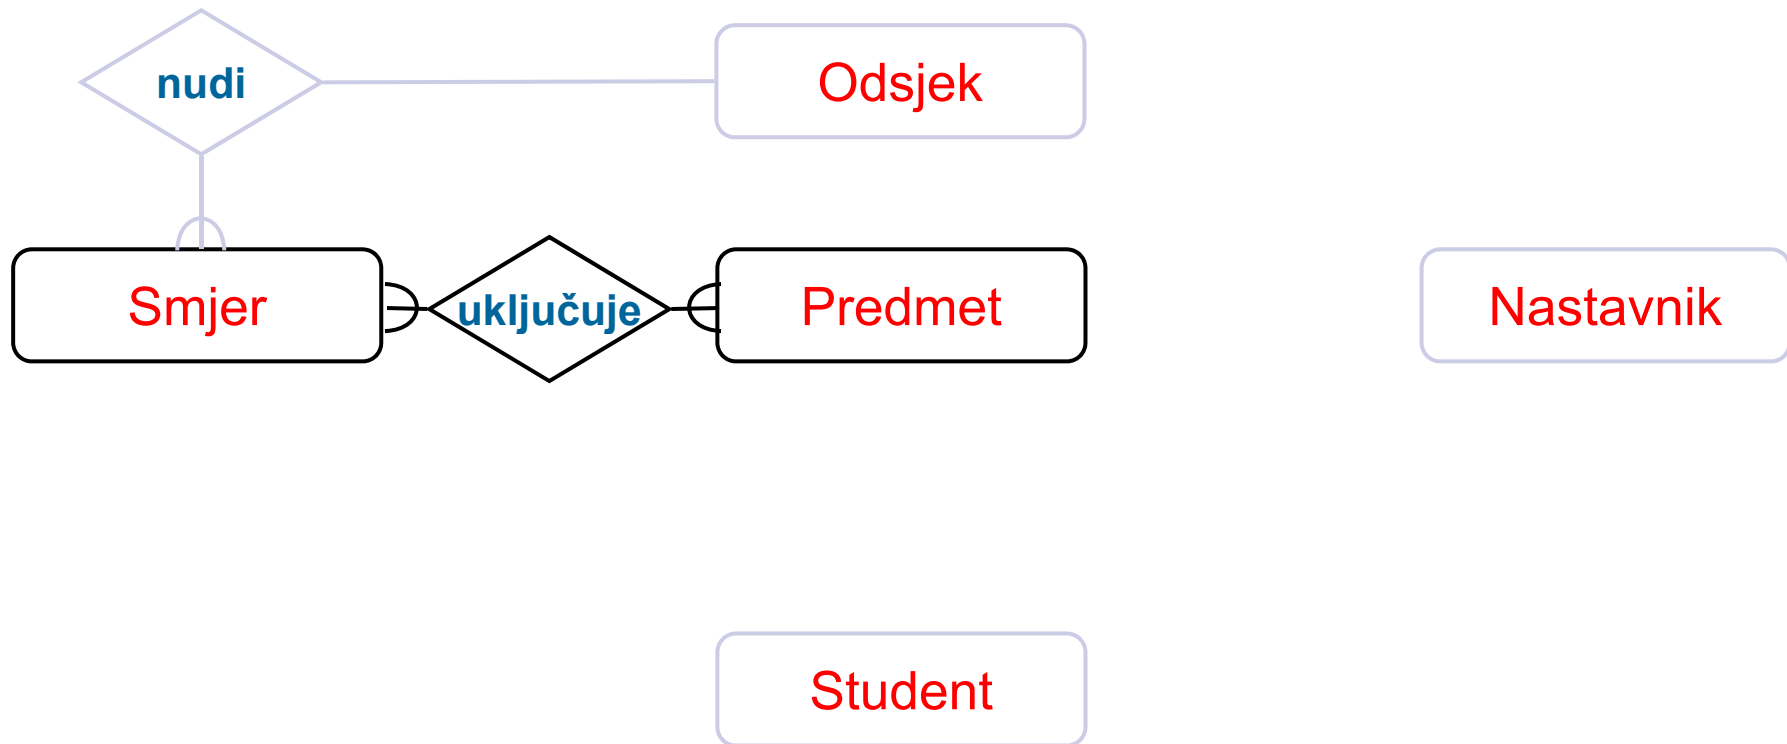 nudi
Odsjek
Smjer
uključuje
Predmet
Nastavnik
Student